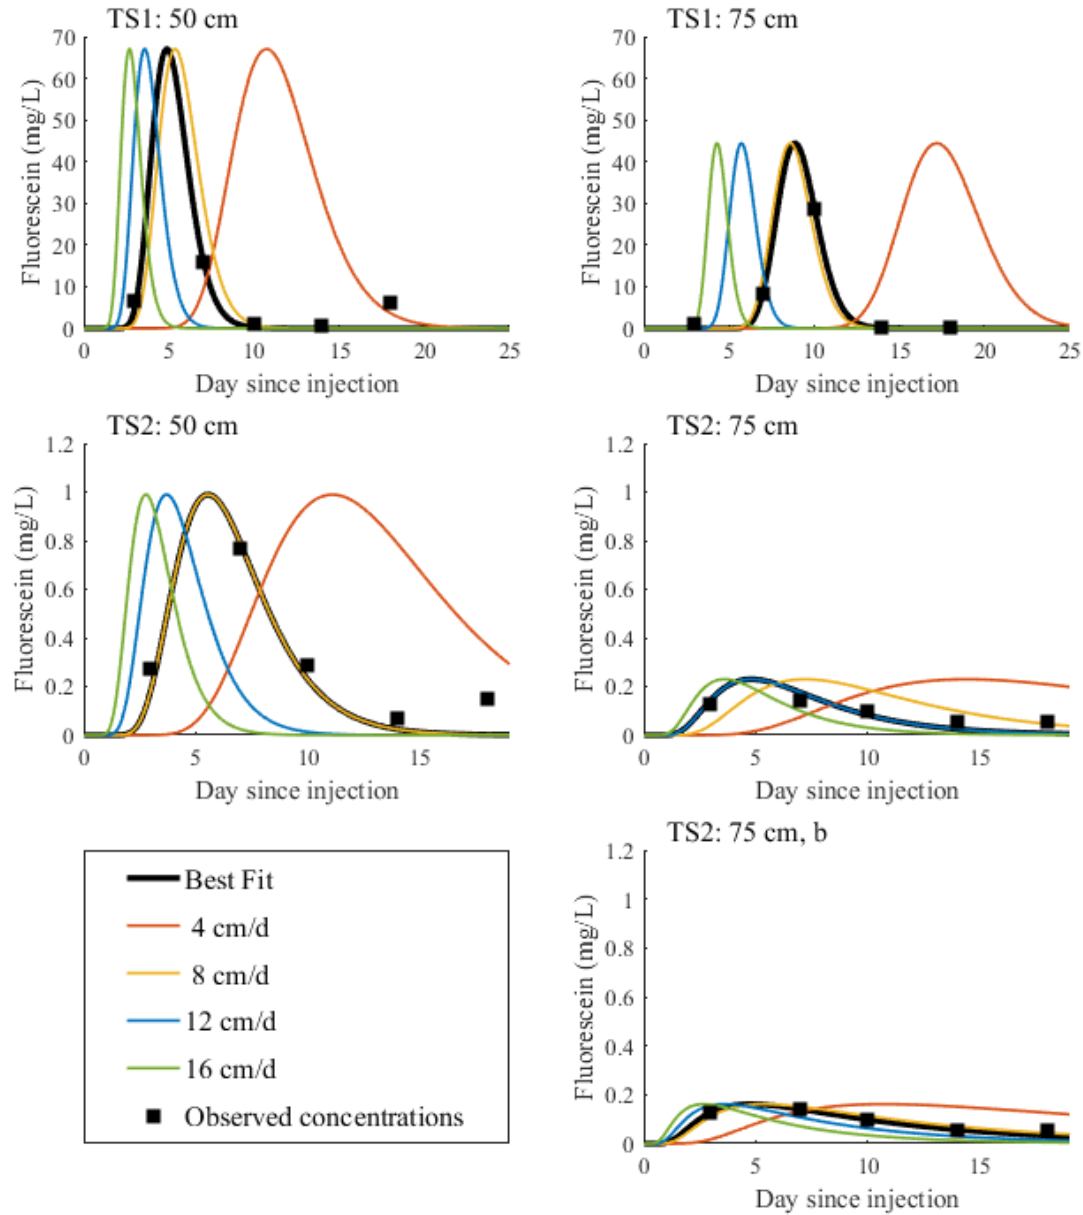 TS1: 50 cm
70
60
50
40
30
20
10
0
Fluorescein (mg/L)
0 5 10 15 20 25
Day since injection
TS1: 75 cm
70
60
50
40
30
20
10
0
Fluorescein (mg/L)
0 5 10 15 20 25
Day since injection
TS2: 50 cm
1.2
1
0.8
0.6
0.4
0.2
0
Fluorescein (mg/L)
0 5 10 15
Day since injection
TS2: 75 cm
1.2
1
0.8
0.6
0.4
0.2
0
Fluorescein (mg/L)
0 5 10 15
Day since injection
Best Fit
4 cm/d
8 cm/d
12 cm/d
16 cm/d
Observed concentrations
TS2: 75 cm, b
1.2
1
0.8
0.6
0.4
0.2
0
Fluorescein (mg/L)
0 5 10 15
Day since injection